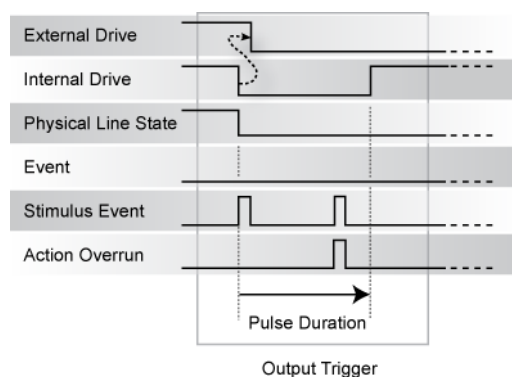 External Drive
Internal Drive
Physical Line State
Event
Stimulus Event
Action Overrun
Pulse Duration
Output Trigger